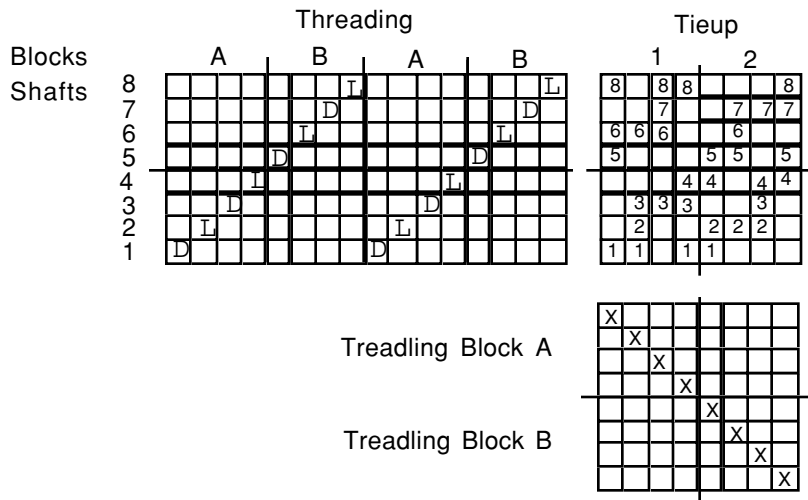 Threading Tieup
Blocks A B A B 1 2
Shafts 8 L L 8 8 8 8
7 D D 7 7 7 7
6 L L 6 6 6 6
5 D D 5 5 5 5
4 L L 4 4 4 4
3 D D 3 3 3 3
2 L L 2 2 2 2
1 D D 1 1 1 1
X
X
Treadling Block A
X
X
X
Treadling Block B
X
X
X